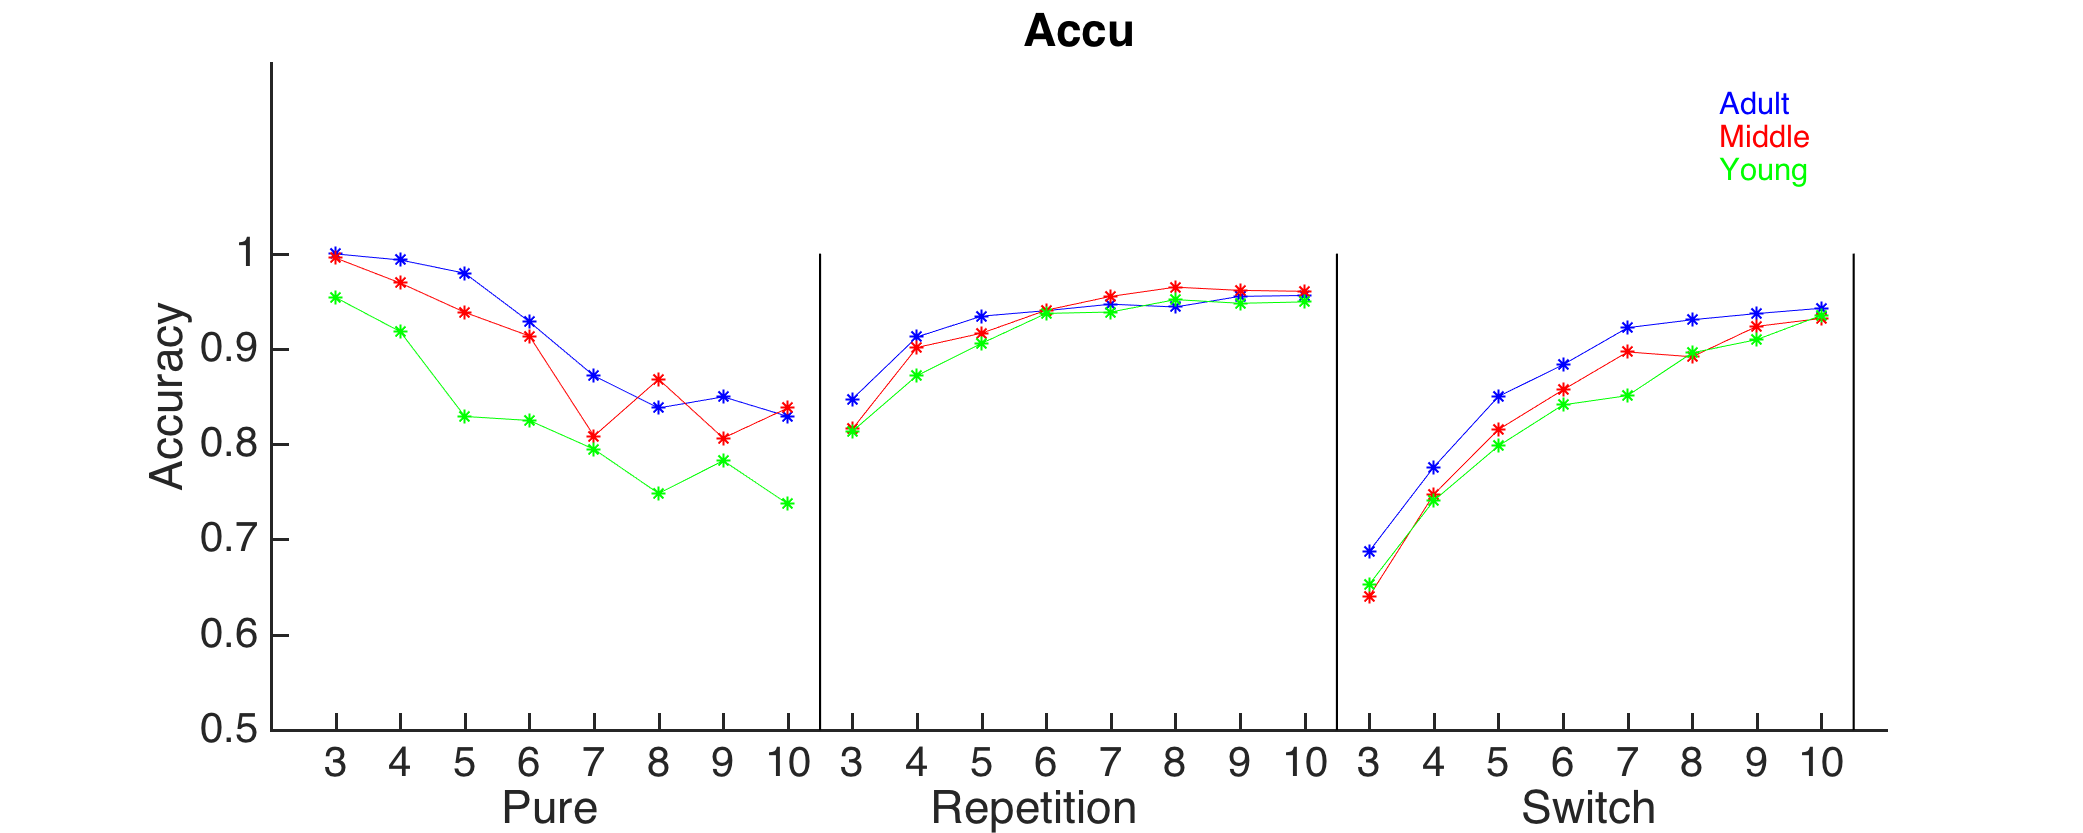 Accu
Adult
Middle
Young
Accuracy
1
0.9
0.8
0.7
0.6
0.5
3 4 5 6 7 8 9 10 3 4 5 6 7 8 9 10 3 4 5 6 7 8 9 10
Pure Repetition Switch